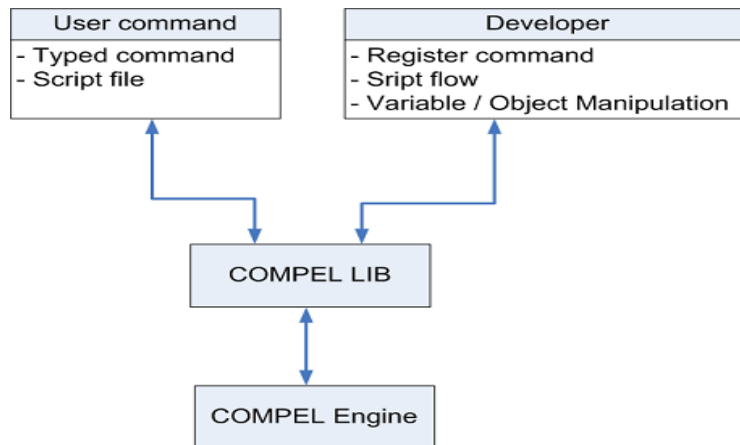 User command
- Typed command
- Script file
Developer
- Register command
- Sript flow
- Variable / Object Manipulation
COMPEL LIB
COMPEL Engine